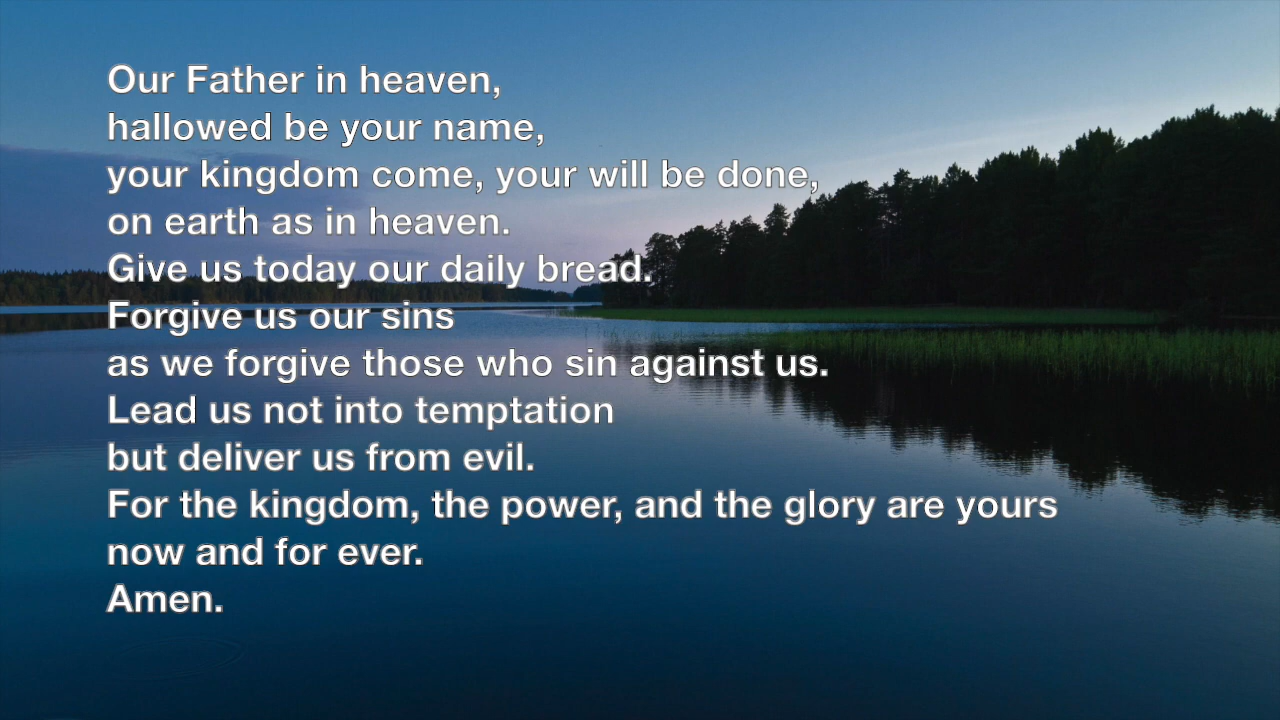 Our Father in heaven,
hallowed be your name,
your kingdom come, your will be done,
on earth as in heaven.
Give us today our daily bread.
Forgive us our sins
as we forgive those who sin against us.
Lead us not into temptation
but deliver us from evil.
For the kingdom, the power, and the glory are yours
now and for ever.
Amen.